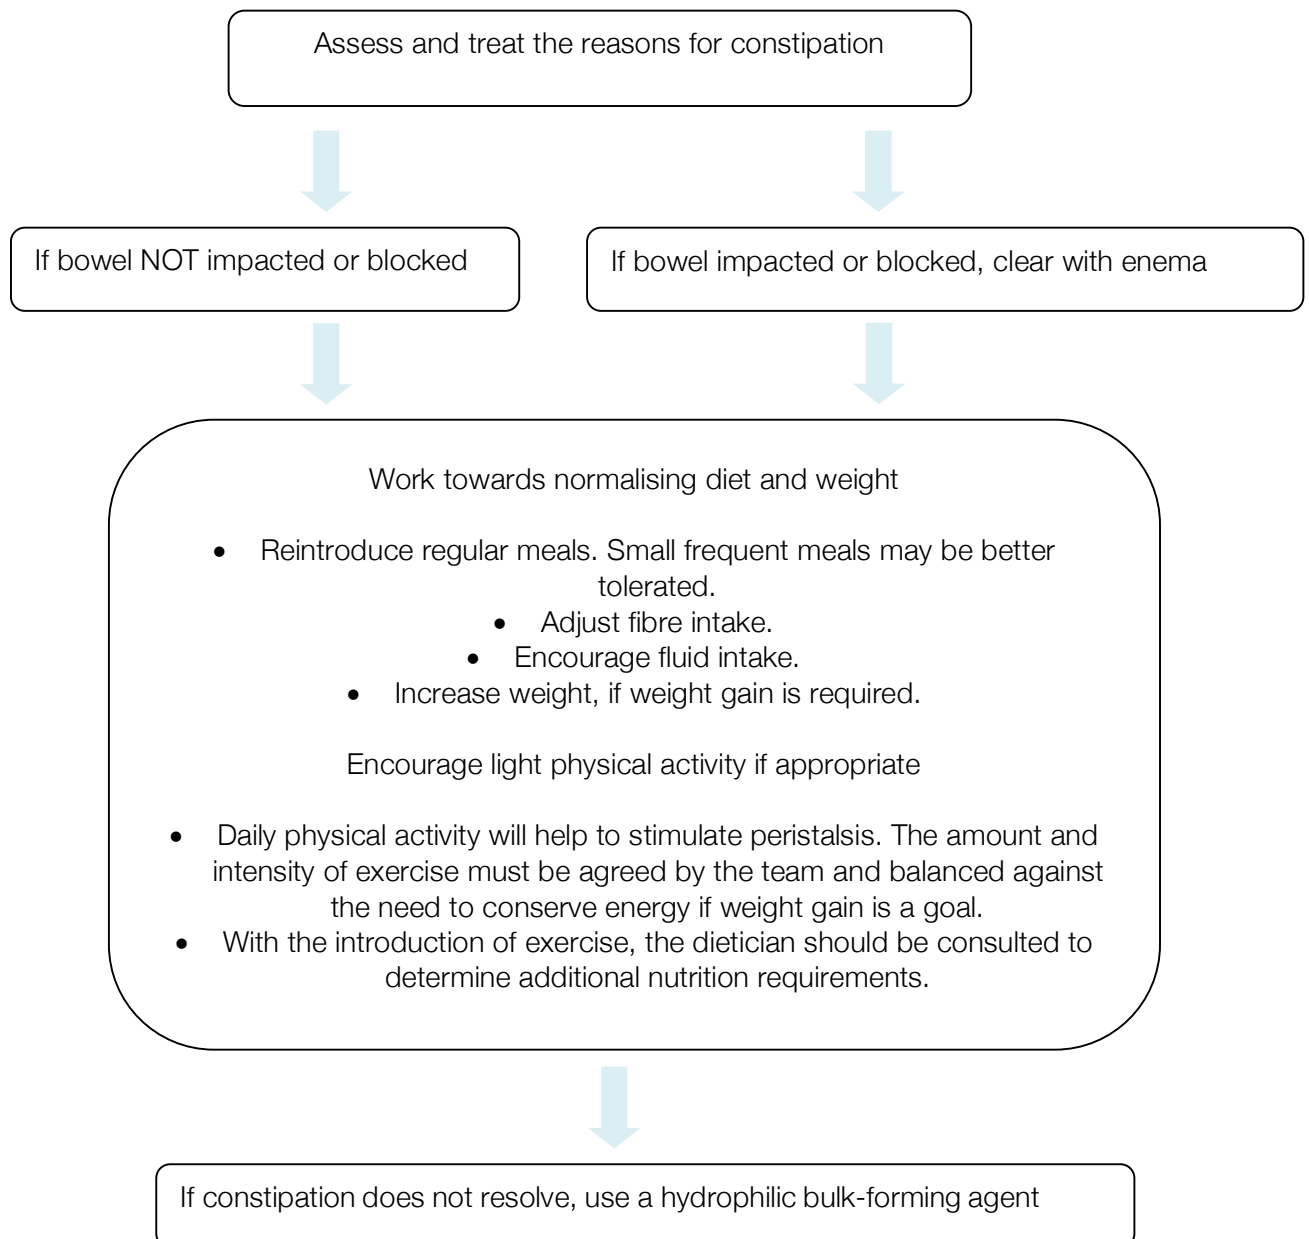 Assess and treat the reasons for constipation
If bowel NOT impacted or blocked
If bowel impacted or blocked, clear with enema
Work towards normalising diet and weight
• Reintroduce regular meals. Small frequent meals may be better
tolerated.
• Adjust fibre intake.
• Encourage fluid intake.
• Increase weight, if weight gain is required.
Encourage light physical activity if appropriate
• Daily physical activity will help to stimulate peristalsis. The amount and
intensity of exercise must be agreed by the team and balanced against
the need to conserve energy if weight gain is a goal.
• With the introduction of exercise, the dietician should be consulted to
determine additional nutrition requirements.
If constipation does not resolve, use a hydrophilic bulk-forming agent